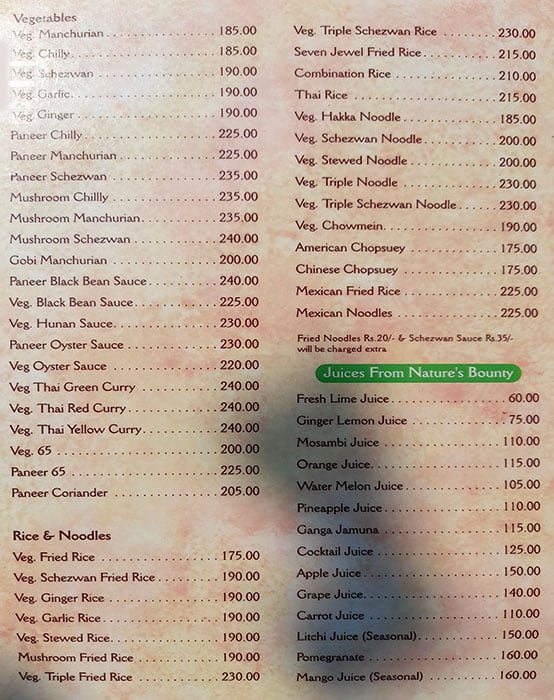 Vegetables
Veg. Manchurian ............... 185.00
Veg. Chilly ............... 185.00
Veg. Schezwan ............... 190.00
Veg. Garlic ............... 190.00
Veg. Ginger ............... 190.00
Paneer Chilly ............... 225.00
Paneer Manchurian ............... 225.00
Paneer Schezwan ............... 235.00
Mushroom Chillly ............... 235.00
Mushroom Manchurian ............... 235.00
Mushroom Schezwan ............... 240.00
Gobi Manchurian ............... 200.00
Paneer Black Bean Sauce ............... 240.00
Veg. Black Bean Sauce ............... 225.00
Veg. Hunan Sauce ............... 230.00
Paneer Oyster Sauce ............... 230.00
Veg Oyster Sauce ............... 220.00
Veg Thai Green Curry ............... 240.00
Veg. Thai Red Curry ............... 240.00
Veg. Thai Yellow Curry ............... 240.00
Veg. 65 ............... 200.00
Paneer 65 ............... 225.00
Paneer Coriander ............... 205.00
Rice & Noodles
Veg. Fried Rice ............... 175.00
Veg. Schezwan Fried Rice ............... 190.00
Veg. Ginger Rice ............... 190.00
Veg. Garlic Rice ............... 190.00
Veg. Stewed Rice ............... 190.00
Mushroom Fried Rice ............... 190.00
Veg. Triple Fried Rice ............... 230.00
Veg. Triple Schezwan Rice ............... 230.00
Seven Jewel Fried Rice ............... 215.00
Combination Rice ............... 210.00
Thai Rice ............... 215.00
Veg. Hakka Noodle ............... 185.00
Veg. Schezwan Noodle ............... 200.00
Veg. Stewed Noodle ............... 200.00
Veg. Triple Noodle ............... 230.00
Veg. Triple Schezwan Noodle ............... 230.00
Veg. Chowmein ............... 190.00
American Chopsuey ............... 175.00
Chinese Chopsuey ............... 175.00
Mexican Fried Rice ............... 225.00
Mexican Noodles ............... 225.00
Fried Noodles Rs.20/- & Schezwan Sauce Rs.35/-
will be charged extra
Juices From Nature's Bounty
Fresh Lime Juice ............... 60.00
Ginger Lemon Juice ............... 75.00
Mosambi Juice ............... 110.00
Orange Juice ............... 115.00
Water Melon Juice ............... 105.00
Pineapple Juice ............... 110.00
Ganga Jamuna ............... 115.00
Cocktail Juice ............... 125.00
Apple Juice ............... 150.00
Grape Juice ............... 140.00
Carrot Juice ............... 110.00
Litchi Juice (Seasonal) ............... 150.00
Pomegranate ............... 160.00
Mango Juice (Seasonal) ............... 160.00